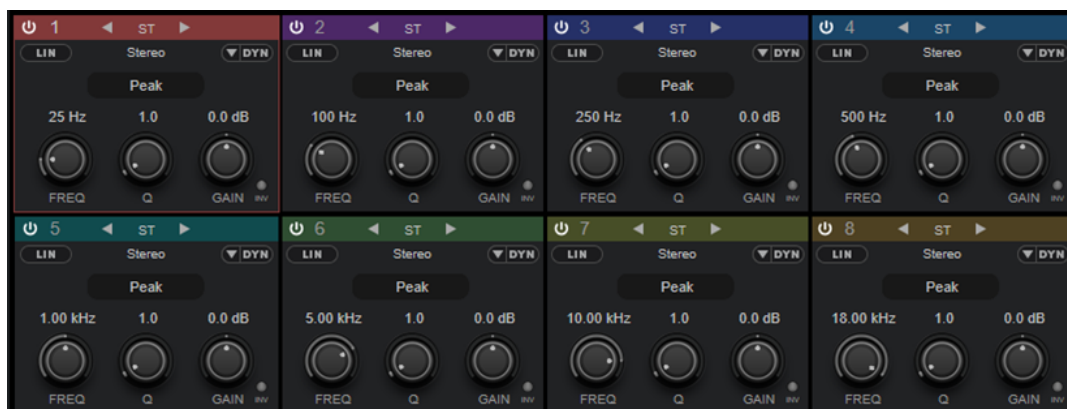 1 ST 2 ST 3 ST 4 ST
LIN Stereo DYN LIN Stereo DYN LIN Stereo DYN LIN Stereo DYN
Peak Peak Peak Peak
25 Hz 1.0 0.0 dB 100 Hz 1.0 0.0 dB 250 Hz 1.0 0.0 dB 500 Hz 1.0 0.0 dB
FREQ Q GAIN INV FREQ Q GAIN INV FREQ Q GAIN INV FREQ Q GAIN INV
5 ST 6 ST 7 ST 8 ST
LIN Stereo DYN LIN Stereo DYN LIN Stereo DYN LIN Stereo DYN
Peak Peak Peak Peak
1.00 kHz 1.0 0.0 dB 5.00 kHz 1.0 0.0 dB 10.00 kHz 1.0 0.0 dB 18.00 kHz 1.0 0.0 dB
FREQ Q GAIN INV FREQ Q GAIN INV FREQ Q GAIN INV FREQ Q GAIN INV